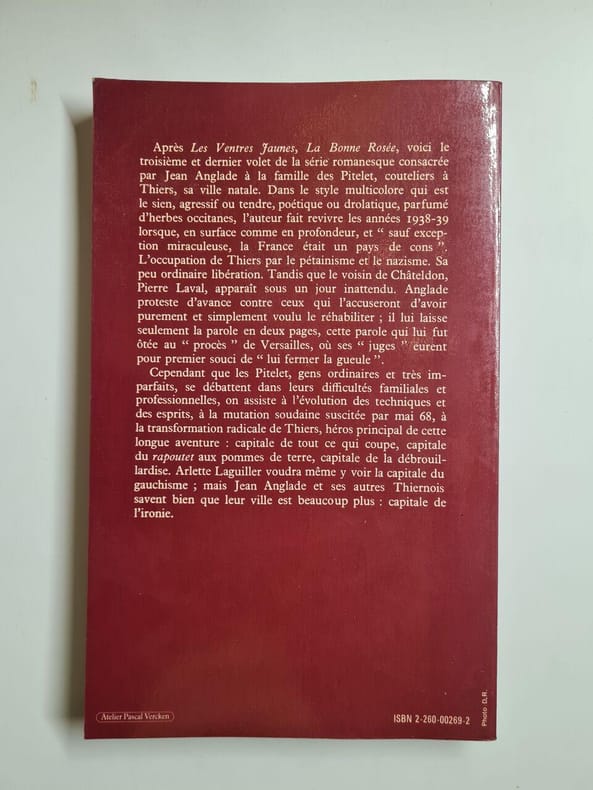 Après Les Ventres Jaunes, La Bonne Rosée, voici le
troisième et dernier volet de la série romanesque consacrée
par Jean Anglade à la famille des Pitelet, couteliers à
Thiers, sa ville natale. Dans le style multicolore qui est
le sien, agressif ou tendre, poétique ou drolatique, parfumé
d'herbes occitanes, l'auteur fait revivre les années 1938-39
lorsque, en surface comme en profondeur, et “ sauf excep-
tion miraculeuse, la France était un pays de cons ”.
L'occupation de Thiers par le pétainisme et le nazisme. Sa
peu ordinaire libération. Tandis que le voisin de Châteldon,
Pierre Laval, apparaît sous un jour inattendu. Anglade
proteste d'avance contre ceux qui l'accuseront d'avoir
purement et simplement voulu le réhabiliter ; il lui laisse
seulement la parole en deux pages, cette parole qui lui fut
ôtée au “ procès ” de Versailles, où ses “ juges ” eurent
pour premier souci de “ lui fermer la gueule ”.
Cependant que les Pitelet, gens ordinaires et très im-
parfaits, se débattent dans leurs difficultés familiales et
professionnelles, on assiste à l'évolution des techniques et
des esprits, à la mutation soudaine suscitée par mai 68, à
la transformation radicale de Thiers, héros principal de cette
longue aventure : capitale de tout ce qui coupe, capitale
du rapoutet aux pommes de terre, capitale de la débrouil-
lardise. Arlette Laguiller voudra même y voir la capitale du
gauchisme ; mais Jean Anglade et ses autres Thiernois
savent bien que leur ville est beaucoup plus : capitale de
l'ironie.
Atelier Pascal Vercken
ISBN 2-260-00269-2
Photo D.R.